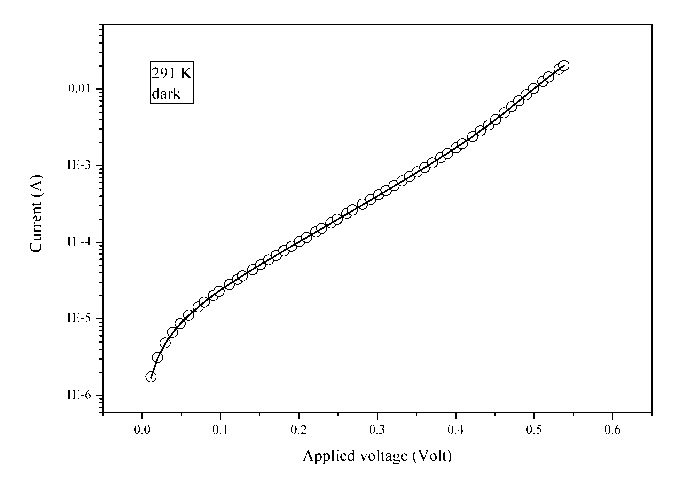 291 K
dark
0,01
1E-3
1E-4
1E-5
1E-6
0.0 0.1 0.2 0.3 0.4 0.5 0.6
Current (A)
Applied voltage (Volt)